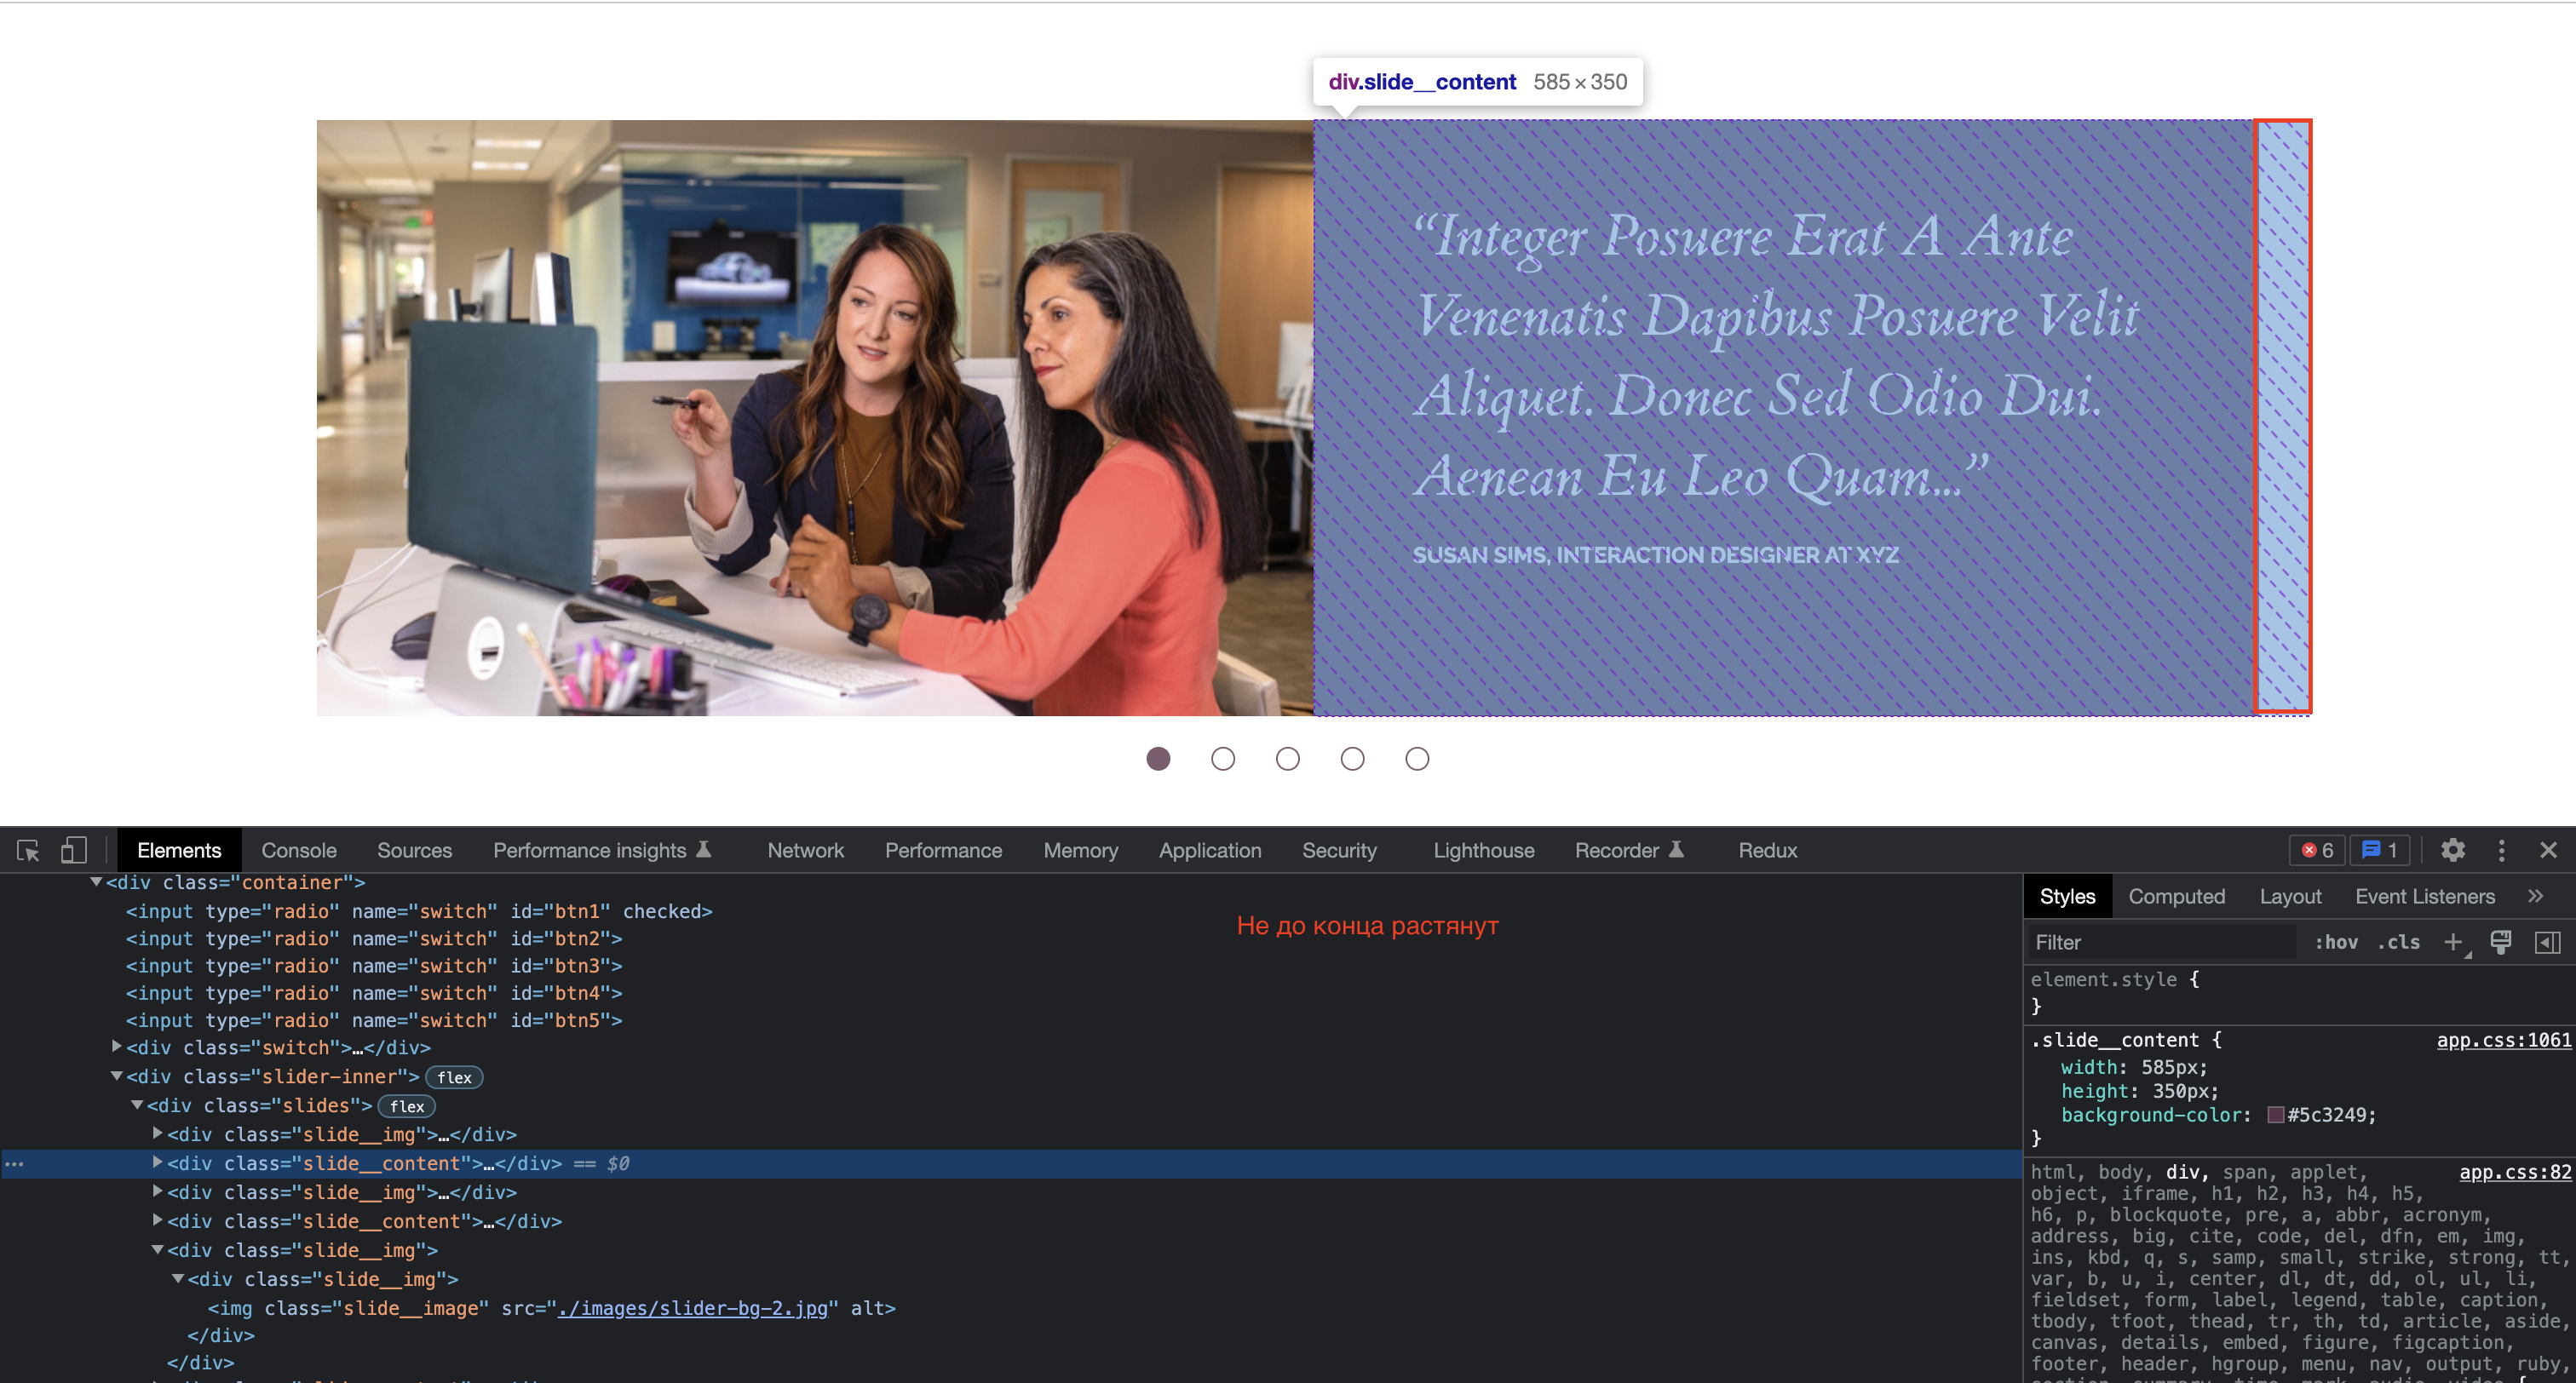 div.slide__content 585×350
“Integer Posuere Erat A Ante
Venenatis Dapibus Posuere Velit
Aliquet. Donec Sed Odio Dui.
Aenean Eu Leo Quam...”
SUSAN SIMS, INTERACTION DESIGNER AT XYZ
Elements Console Sources Performance insights Network Performance Memory Application Security Lighthouse Recorder Redux 6 1
<div class="container">
<input type="radio" name="switch" id="btn1" checked>
<input type="radio" name="switch" id="btn2">
<input type="radio" name="switch" id="btn3">
<input type="radio" name="switch" id="btn4">
<input type="radio" name="switch" id="btn5">
<div class="switch">…</div>
<div class="slider-inner"> flex
<div class="slides"> flex
<div class="slide__img">…</div>
<div class="slide__content">…</div> == $0
<div class="slide__img">…</div>
<div class="slide__content">…</div>
<div class="slide__img">
<div class="slide__img">
<img class="slide__image" src="./images/slider-bg-2.jpg" alt>
</div>
</div>
Не до конца растянут
Styles Computed Layout Event Listeners »
Filter :hov .cls +
element.style {
}
.slide__content { app.css:1061
width: 585px;
height: 350px;
background-color: #5c3249;
}
html, body, div, span, applet, app.css:82
object, iframe, h1, h2, h3, h4, h5,
h6, p, blockquote, pre, a, abbr, acronym,
address, big, cite, code, del, dfn, em, img,
ins, kbd, q, s, samp, small, strike, strong, tt,
var, b, u, i, center, dl, dt, dd, ol, ul, li,
fieldset, form, label, legend, table, caption,
tbody, tfoot, thead, tr, th, td, article, aside,
canvas, details, embed, figure, figcaption,
footer, header, hgroup, menu, nav, output, ruby,